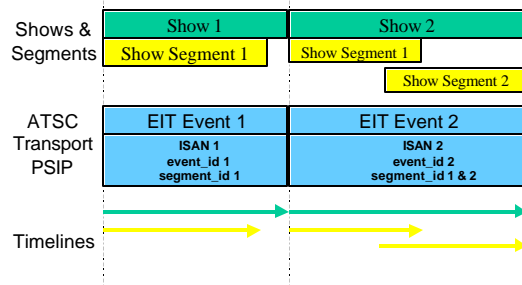 Shows &
Segments
Show 1
Show 2
Show Segment 1
Show Segment 1
Show Segment 2
ATSC
Transport
PSIP
EIT Event 1
EIT Event 2
ISAN 1
event_id 1
segment_id 1
ISAN 2
event_id 2
segment_id 1 & 2
Timelines